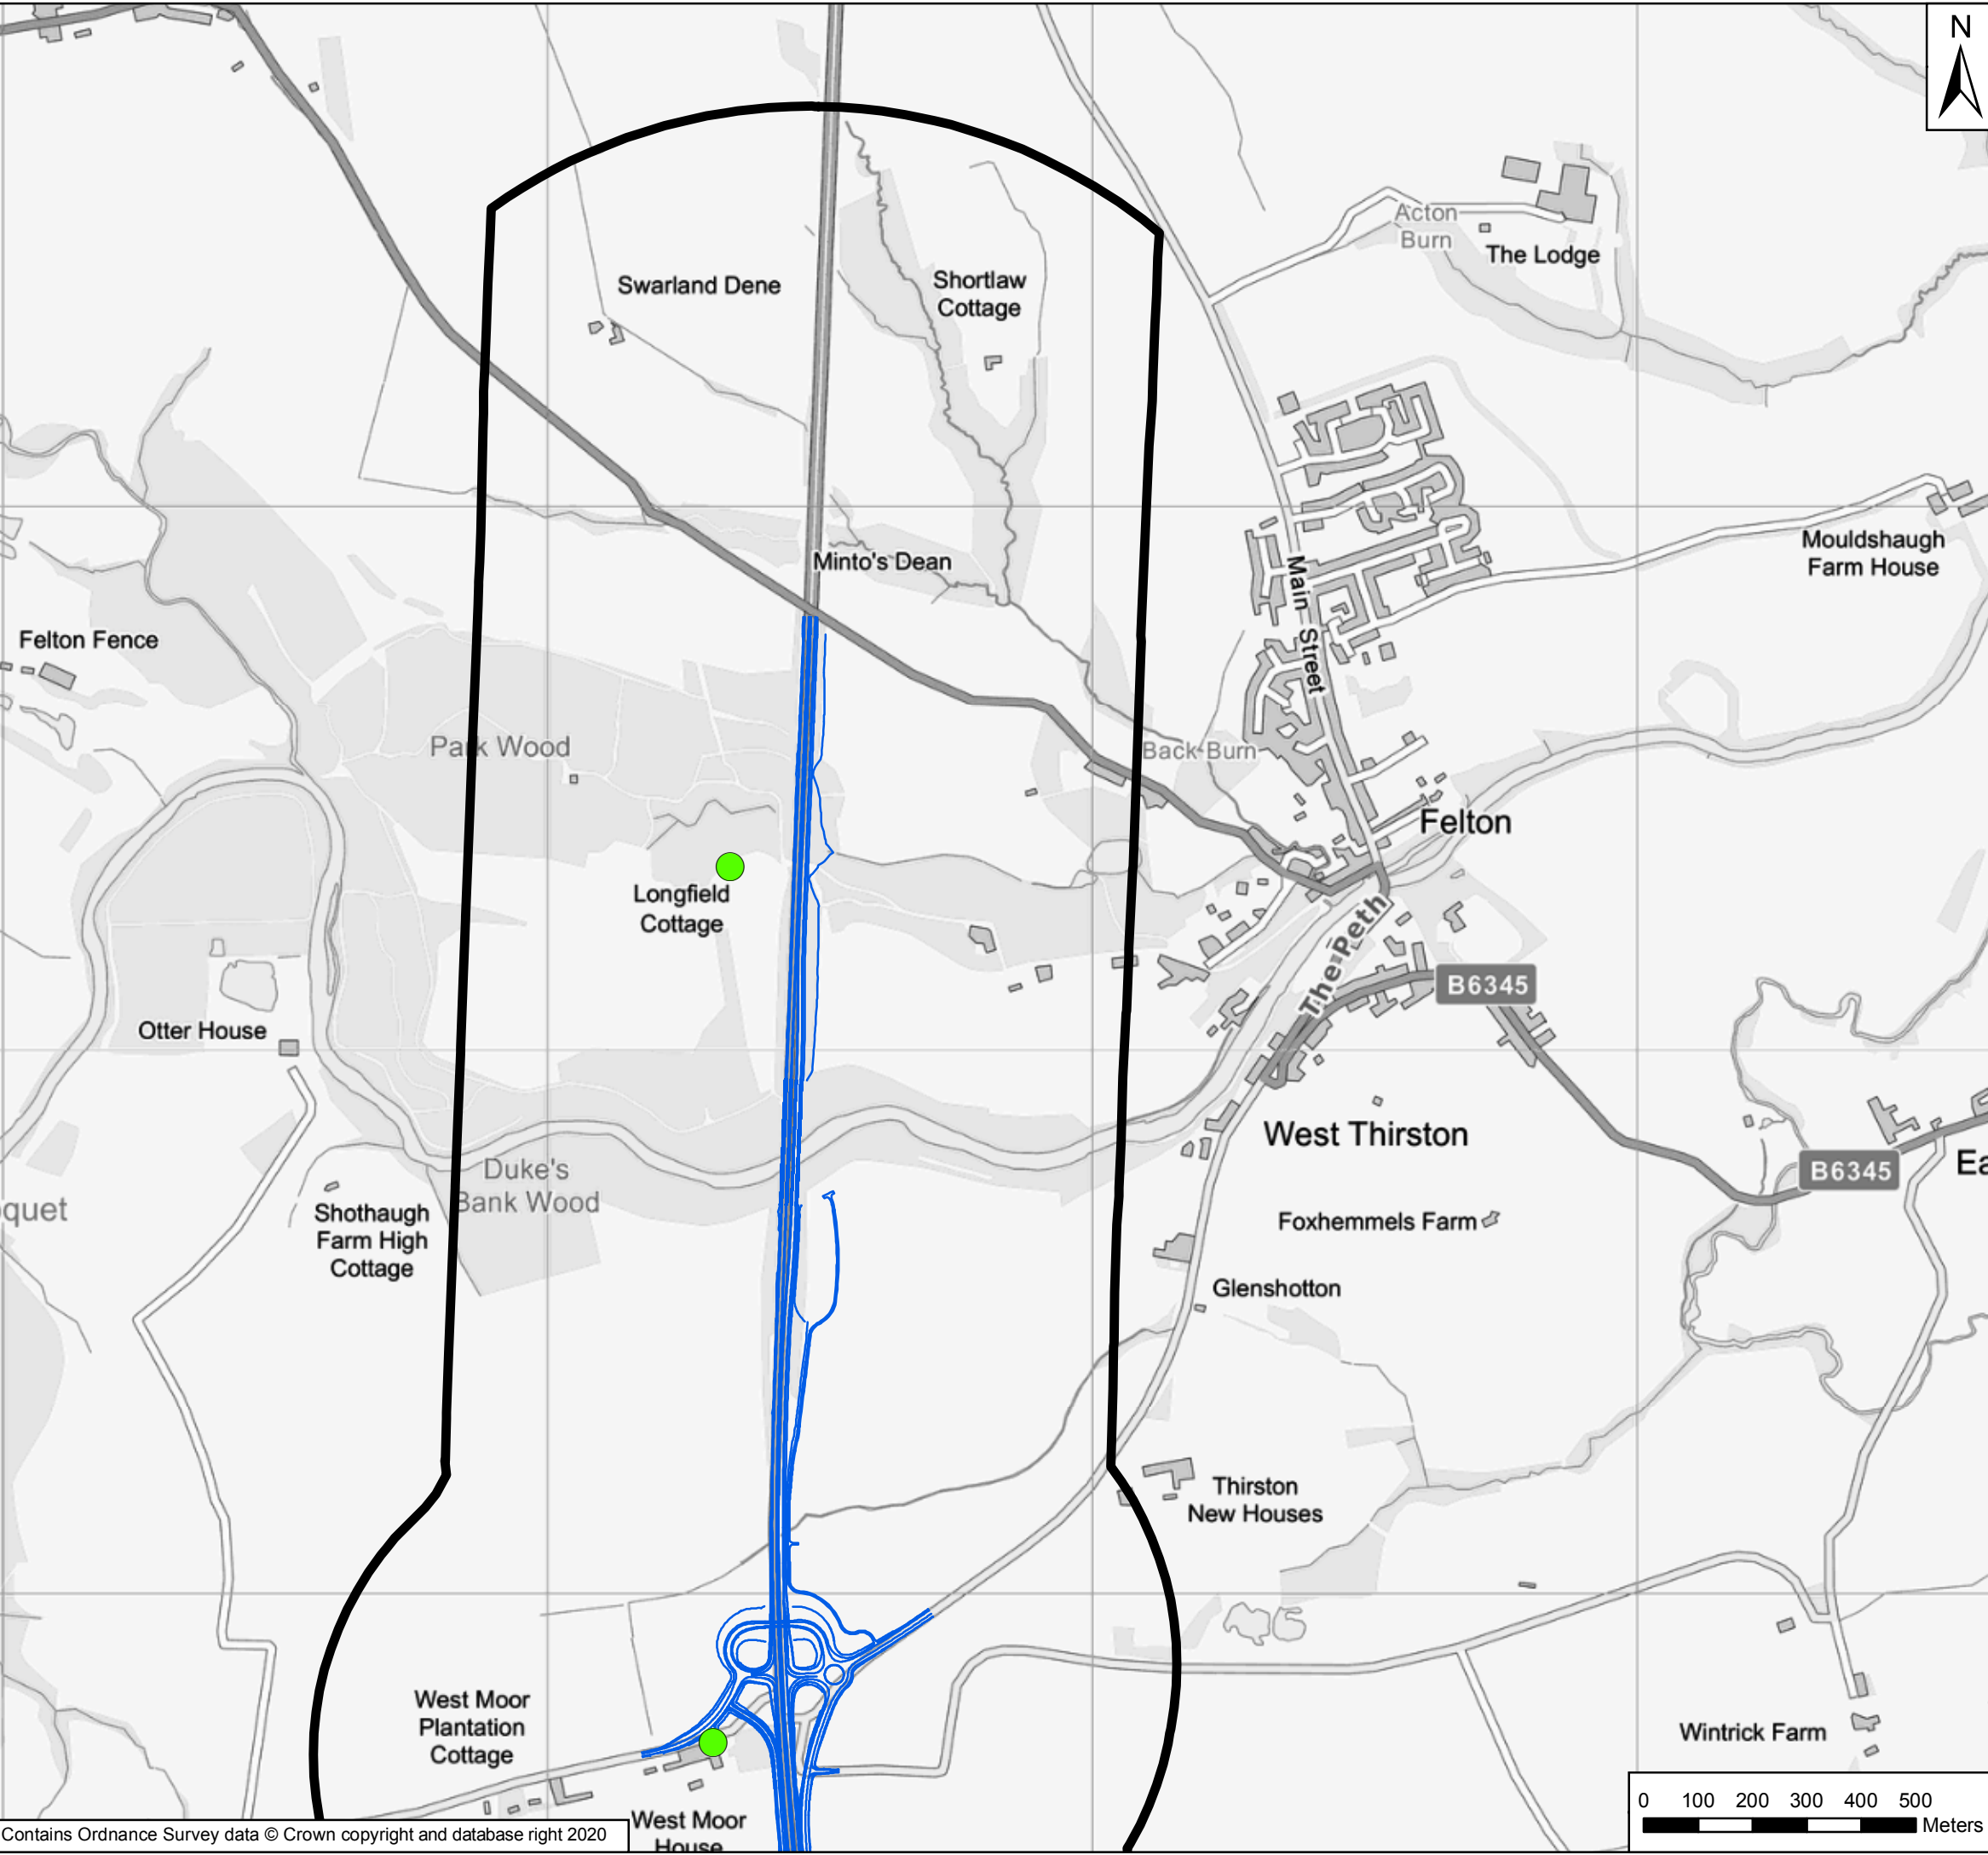 N
Acton
Burn
The Lodge
Swarland Dene
Shortlaw
Cottage
Minto's Dean
Mouldshaugh
Farm House
Main Street
Felton Fence
Park Wood
Back Burn
Felton
Longfield
Cottage
The Peth
B6345
Otter House
West Thirston
B6345
Ea
Duke's
Bank Wood
quet
Shothaugh
Farm High
Cottage
Foxhemmels Farm
Glenshotton
Thirston
New Houses
West Moor
Plantation
Cottage
Wintrick Farm
West Moor
House
0 100 200 300 400 500
Meters
Contains Ordnance Survey data © Crown copyright and database right 2020